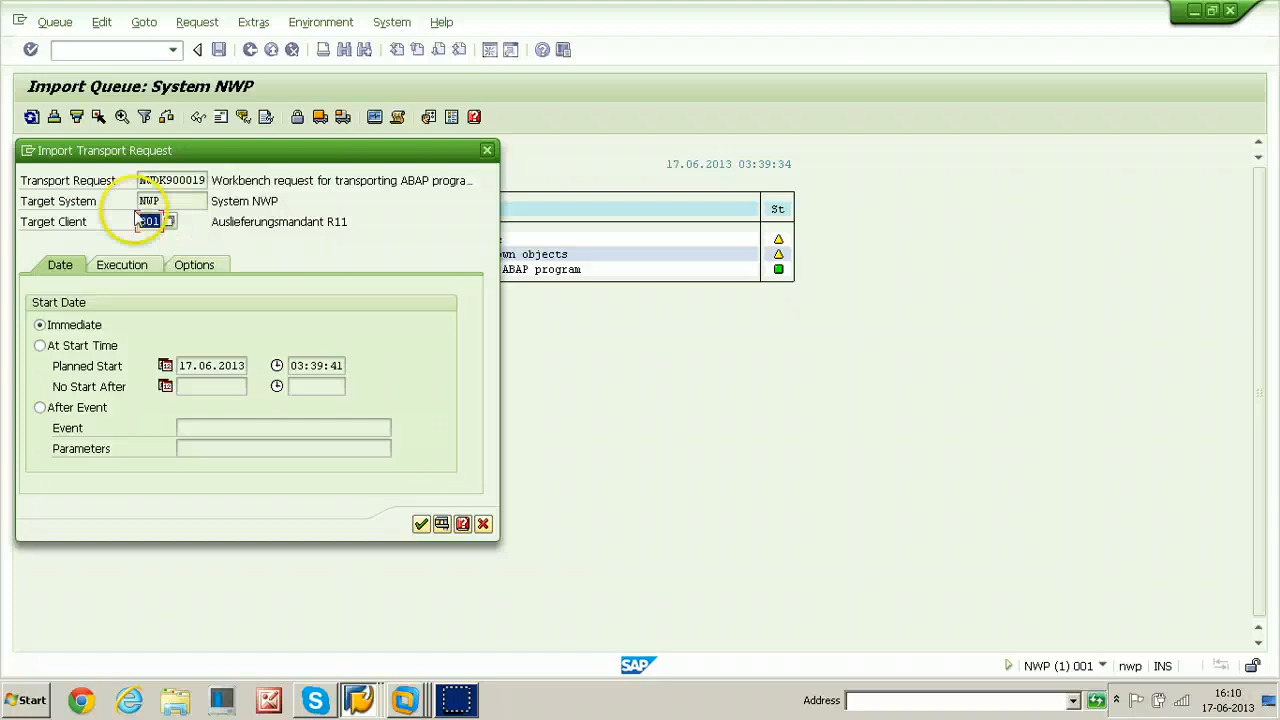 Queue Edit Goto Request Extras Environment System Help
Import Queue: System NWP
Import Transport Request
17.06.2013 03:39:34
Transport Request NWDK900019 Workbench request for transporting ABAP progra...
Target System NWP System NWP
Target Client 001 Auslieferungsmandant R11
St
own objects
ABAP program
Date Execution Options
Start Date
Immediate
At Start Time
Planned Start 17.06.2013 03:39:41
No Start After
After Event
Event
Parameters
SAP
NWP (1) 001 nwp INS
Start
Address
16:10
17-06-2013